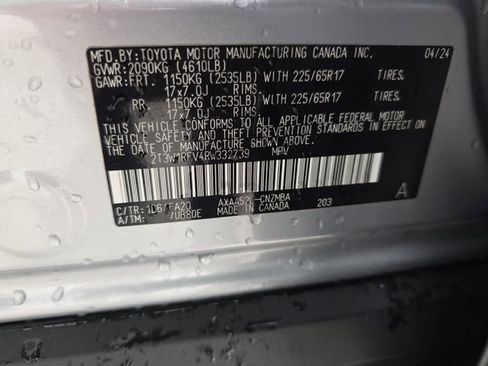 MFD.BY: TOYOTA MOTOR MANUFACTURING CANADA INC. 04/24
GVWR: 2090KG (4610LB)
GAWR: FRT. 1150KG (2535LB) WITH 225/65R17 TIRES,
17x7.0J RIMS
RR. 1150KG (2535LB) WITH 225/65R17 TIRES,
17x7.0J RIMS
THIS VEHICLE CONFORMS TO ALL APPLICABLE FEDERAL MOTOR
VEHICLE SAFETY AND THEFT PREVENTION STANDARDS IN EFFECT
ON THE DATE OF MANUFACTURE SHOWN ABOVE.
2T3W1RFV4RW332739 MPV
C/TR: 1D6/FA20 AXAA52L-CNZMBA 203 A
A/TM: /UB80E MADE IN CANADA